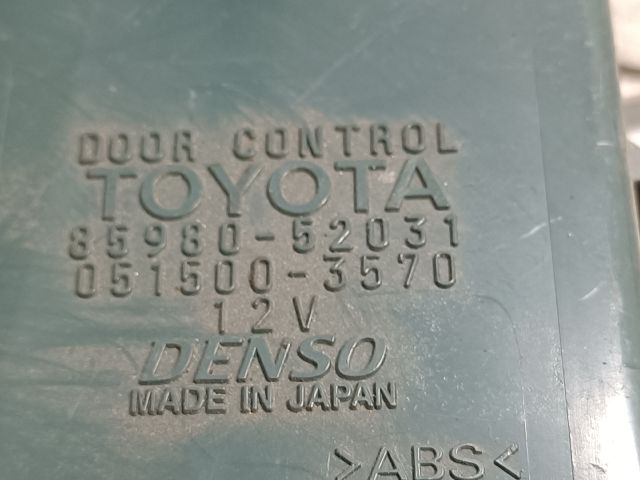 DOOR CONTROL
TOYOTA
85980-52031
051500-3570
12V
DENSO
MADE IN JAPAN
>ABS<